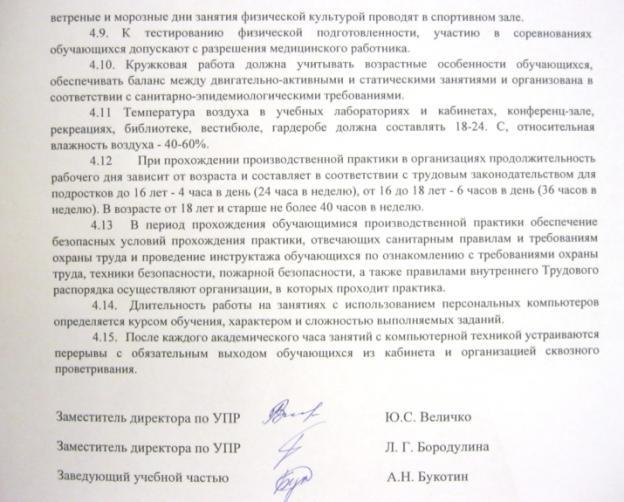 ветреные и морозные дни занятия физической культурой проводят в спортивном зале.
4.9. К тестированию физической подготовленности, участию в соревнованиях
обучающихся допускают с разрешения медицинского работника.
4.10. Кружковая работа должна учитывать возрастные особенности обучающихся,
обеспечивать баланс между двигательно-активными и статическими занятиями и организована в
соответствии с санитарно-эпидемиологическими требованиями.
4.11 Температура воздуха в учебных лабораториях и кабинетах, конференц-зале,
рекреациях, библиотеке, вестибюле, гардеробе должна составлять 18-24. С, относительная
влажность воздуха - 40-60%.
4.12 При прохождении производственной практики в организациях продолжительность
рабочего дня зависит от возраста и составляет в соответствии с трудовым законодательством для
подростков до 16 лет - 4 часа в день (24 часа в неделю), от 16 до 18 лет - 6 часов в день (36 часов в
неделю). В возрасте от 18 лет и старше не более 40 часов в неделю.
4.13 В период прохождения обучающимися производственной практики обеспечение
безопасных условий прохождения практики, отвечающих санитарным правилам и требованиям
охраны труда и проведение инструктажа обучающихся по ознакомлению с требованиями охраны
труда, техники безопасности, пожарной безопасности, а также правилами внутреннего Трудового
распорядка осуществляют организации, в которых проходит практика.
4.14. Длительность работы на занятиях с использованием персональных компьютеров
определяется курсом обучения, характером и сложностью выполняемых заданий.
4.15. После каждого академического часа занятий с компьютерной техникой устраиваются
перерывы с обязательным выходом обучающихся из кабинета и организацией сквозного
проветривания.
Заместитель директора по УПР Ю.С. Величко
Заместитель директора по УПР Л. Г. Бородулина
Заведующий учебной частью А.Н. Букотин